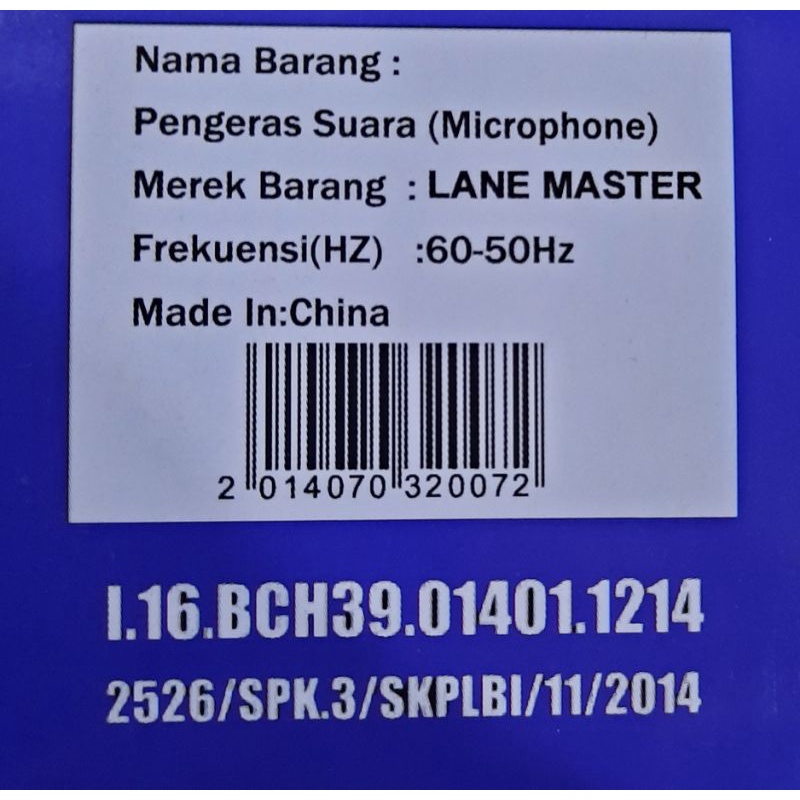 Nama Barang :
Pengeras Suara (Microphone)
Merek Barang : LANE MASTER
Frekuensi(HZ) :60-50Hz
Made In:China
2 014070 320072
I.16.BCH39.01401.1214
2526/SPK.3/SKPLBI/11/2014